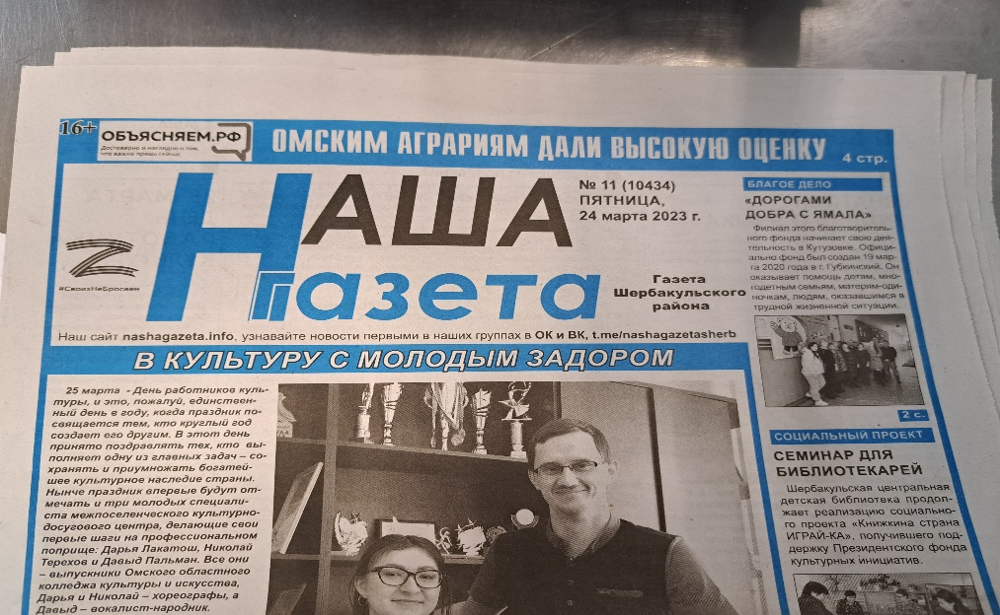 16+
ОБЪЯСНЯЕМ.РФ
Достоверно и наглядно о том,
что важно прямо сейчас
ОМСКИМ АГРАРИЯМ ДАЛИ ВЫСОКУЮ ОЦЕНКУ
4 стр.
НАША
газета
№ 11 (10434)
ПЯТНИЦА,
24 марта 2023 г.
Z
#СвоихНеБросаем
Газета
Шербакульского
района
Наш сайт nashagazeta.info, узнавайте новости первыми в наших группах в ОК и ВК, t.me/nashagazetasherb
В КУЛЬТУРУ С МОЛОДЫМ ЗАДОРОМ
25 марта - День работников куль-
туры, и это, пожалуй, единствен-
ный день в году, когда праздник по-
свящается тем, кто круглый год
создает его другим. В этот день
принято поздравлять тех, кто вы-
полняет одну из главных задач – со-
хранять и приумножать богатей-
шее культурное наследие страны.
Нынче праздник впервые будут от-
мечать и три молодых специали-
ста межпоселенческого культурно-
досугового центра, делающие свои
первые шаги на профессиональном
поприще: Дарья Лакатош, Николай
Терехов и Давыд Пальман. Все они
– выпускники Омского областного
колледжа культуры и искусства,
Дарья и Николай – хореографы, а
Давыд – вокалист-народник.
БЛАГОЕ ДЕЛО
«ДОРОГАМИ
ДОБРА С ЯМАЛА»
Филиал этого благотворитель-
ного фонда начинает свою дея-
тельность в Кутузовке. Официа-
льно фонд был создан 19 мар-
та 2020 года в г. Губкинский. Он
оказывает помощь детям, мно-
годетным семьям, матерям-оди-
ночкам, людям, оказавшимся в
трудной жизненной ситуации.
2 с.
СОЦИАЛЬНЫЙ ПРОЕКТ
СЕМИНАР ДЛЯ
БИБЛИОТЕКАРЕЙ
Шербакульская центральная
детская библиотека продол-
жает реализацию социально-
го проекта «Книжкина страна
ИГРАЙ-КА», получившего под-
держку Президентского фонда
культурных инициатив.